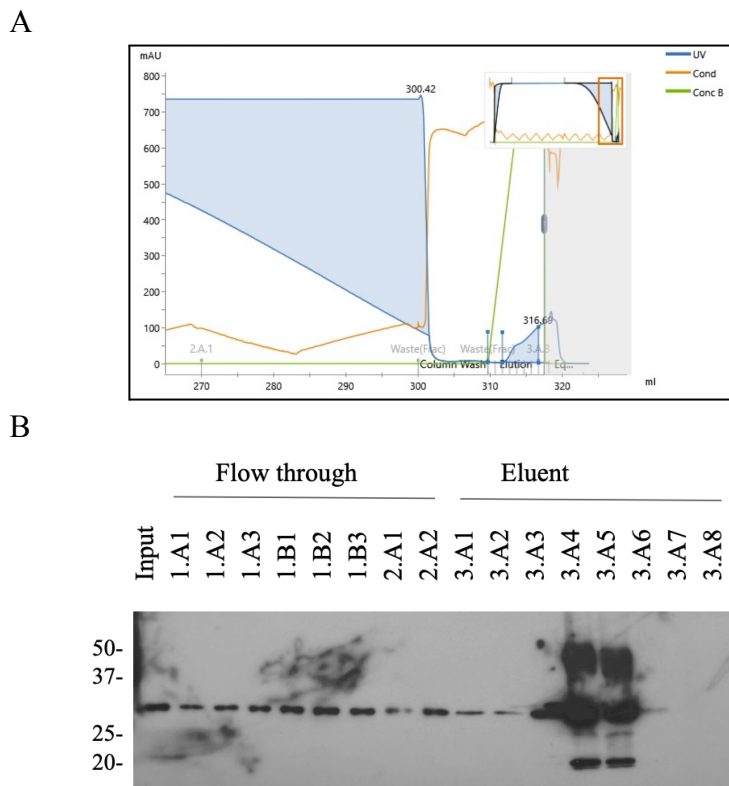 A
mAU
UV
Cond
Conc B
800
700
600
500
400
300
200
100
0
300.42
316.69
2.A.1
Waste(Frac)
Waste(Frac)
3.A.8
Column Wash
Elution
Eq...
270
280
290
300
310
320
ml
B
Flow through
Eluent
Input
1.A1
1.A2
1.A3
1.B1
1.B2
1.B3
2.A1
2.A2
3.A1
3.A2
3.A3
3.A4
3.A5
3.A6
3.A7
3.A8
50-
37-
25-
20-